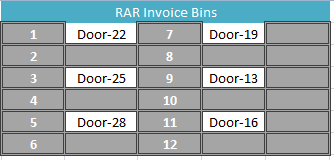 RAR Invoice Bins
1 Door-22 7 Door-19
2 8
3 Door-25 9 Door-13
4 10
5 Door-28 11 Door-16
6 12